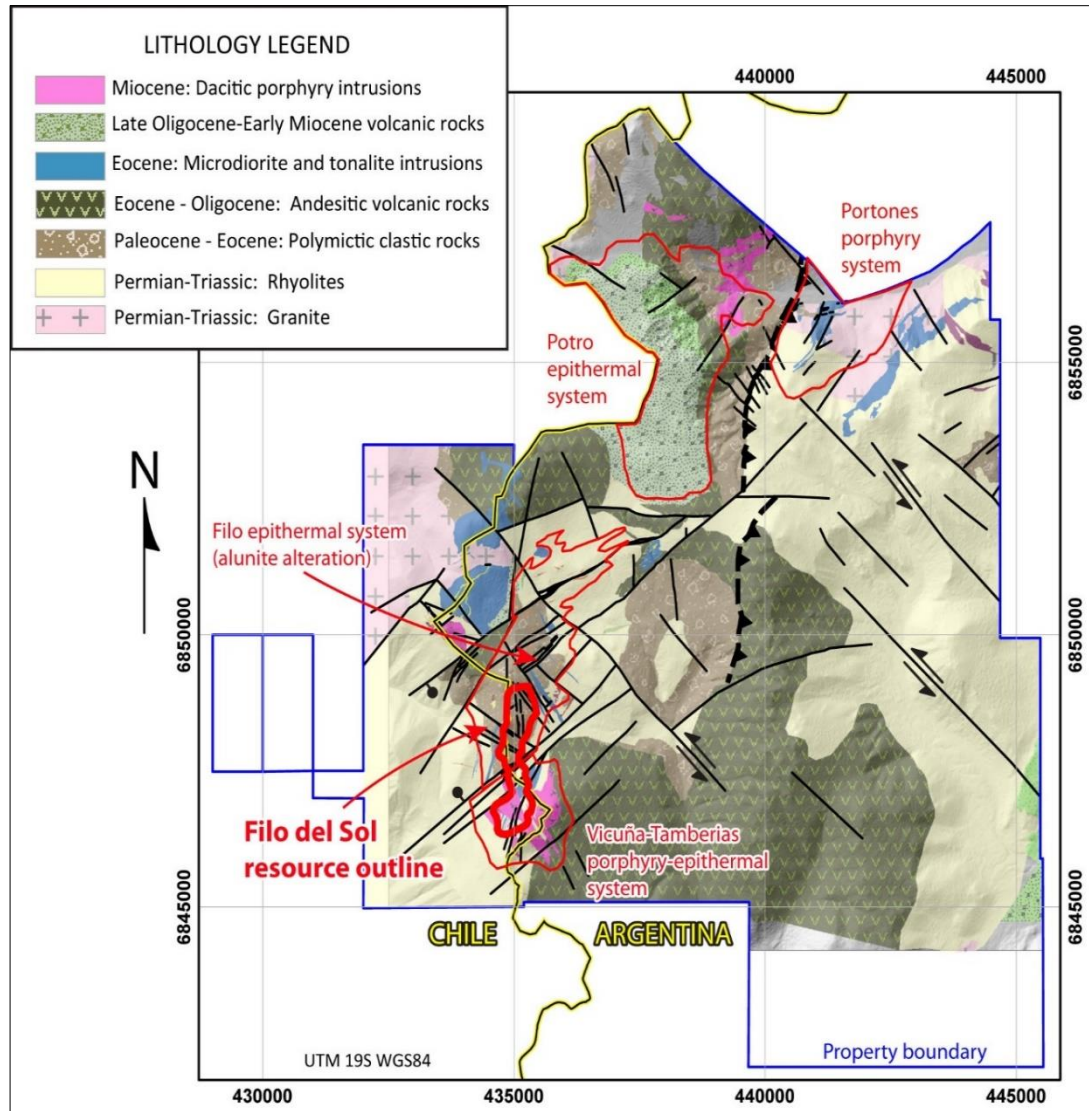 LITHOLOGY LEGEND
Miocene: Dacitic porphyry intrusions
Late Oligocene-Early Miocene volcanic rocks
Eocene: Microdiorite and tonalite intrusions
Eocene - Oligocene: Andesitic volcanic rocks
Paleocene - Eocene: Polymictic clastic rocks
Permian-Triassic: Rhyolites
Permian-Triassic: Granite
440000
445000
Portones
porphyry
system
Potro
epithermal
system
6855000
N
Filo epithermal system
(alunite alteration)
6850000
6850000
Filo del Sol
resource outline
Vicuña-Tamberias
porphyry-epithermal
system
6845000
6845000
CHILE
ARGENTINA
UTM 19S WGS84
Property boundary
430000
435000
440000
445000